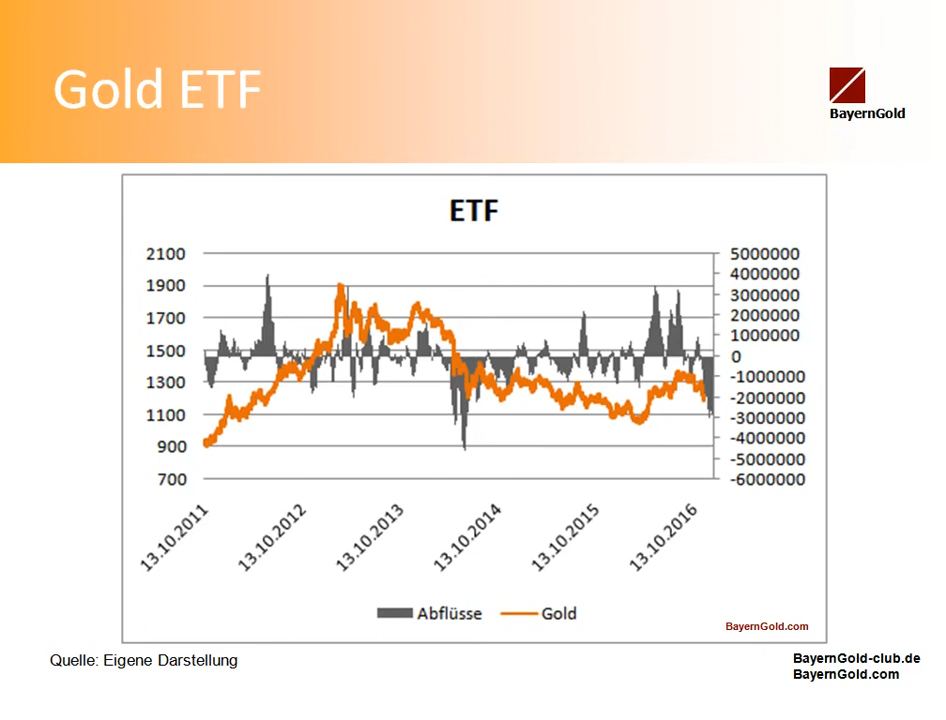 Gold ETF
BayernGold
ETF
2100
1900
1700
1500
1300
1100
900
700
5000000
4000000
3000000
2000000
1000000
0
-1000000
-2000000
-3000000
-4000000
-5000000
-6000000
13.10.2011
13.10.2012
13.10.2013
13.10.2014
13.10.2015
13.10.2016
Abflüsse
Gold
BayernGold.com
Quelle: Eigene Darstellung
BayernGold-club.de
BayernGold.com